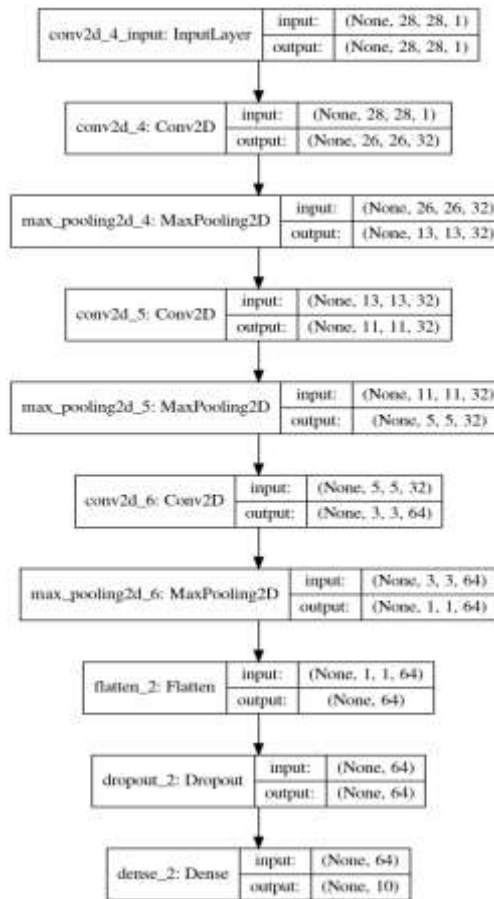 conv2d_4_input: InputLayer input: (None, 28, 28, 1)
output: (None, 28, 28, 1)
conv2d_4: Conv2D input: (None, 28, 28, 1)
output: (None, 26, 26, 32)
max_pooling2d_4: MaxPooling2D input: (None, 26, 26, 32)
output: (None, 13, 13, 32)
conv2d_5: Conv2D input: (None, 13, 13, 32)
output: (None, 11, 11, 32)
max_pooling2d_5: MaxPooling2D input: (None, 11, 11, 32)
output: (None, 5, 5, 32)
conv2d_6: Conv2D input: (None, 5, 5, 32)
output: (None, 3, 3, 64)
max_pooling2d_6: MaxPooling2D input: (None, 3, 3, 64)
output: (None, 1, 1, 64)
flatten_2: Flatten input: (None, 1, 1, 64)
output: (None, 64)
dropout_2: Dropout input: (None, 64)
output: (None, 64)
dense_2: Dense input: (None, 64)
output: (None, 10)